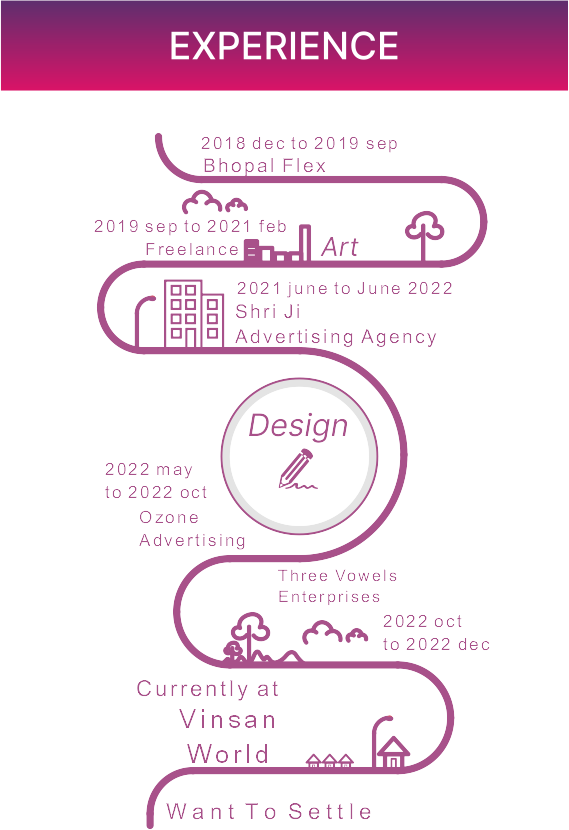 EXPERIENCE
2018 dec to 2019 sep
Bhopal Flex
2019 sep to 2021 feb
Freelance
Art
2021 june to June 2022
Shri Ji
Advertising Agency
Design
2022 may
to 2022 oct
Ozone
Advertising
Three Vowels
Enterprises
2022 oct
to 2022 dec
Currently at
Vinsan
World
Want To Settle